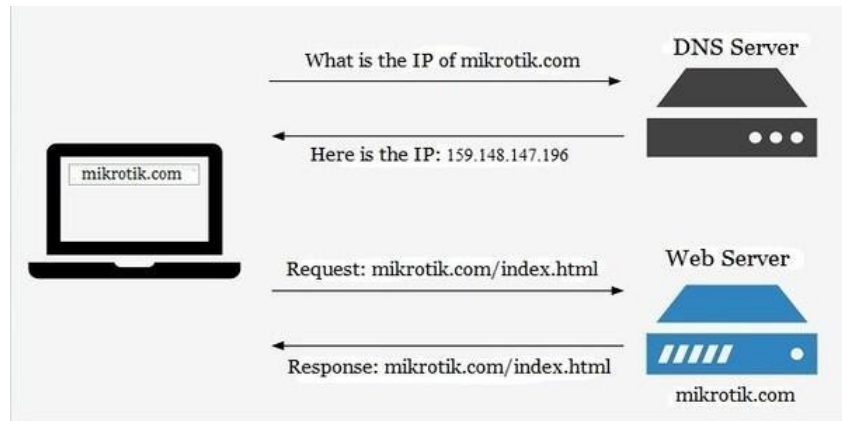 DNS Server
What is the IP of mikrotik.com
Here is the IP: 159.148.147.196
mikrotik.com
Web Server
Request: mikrotik.com/index.html
Response: mikrotik.com/index.html
mikrotik.com